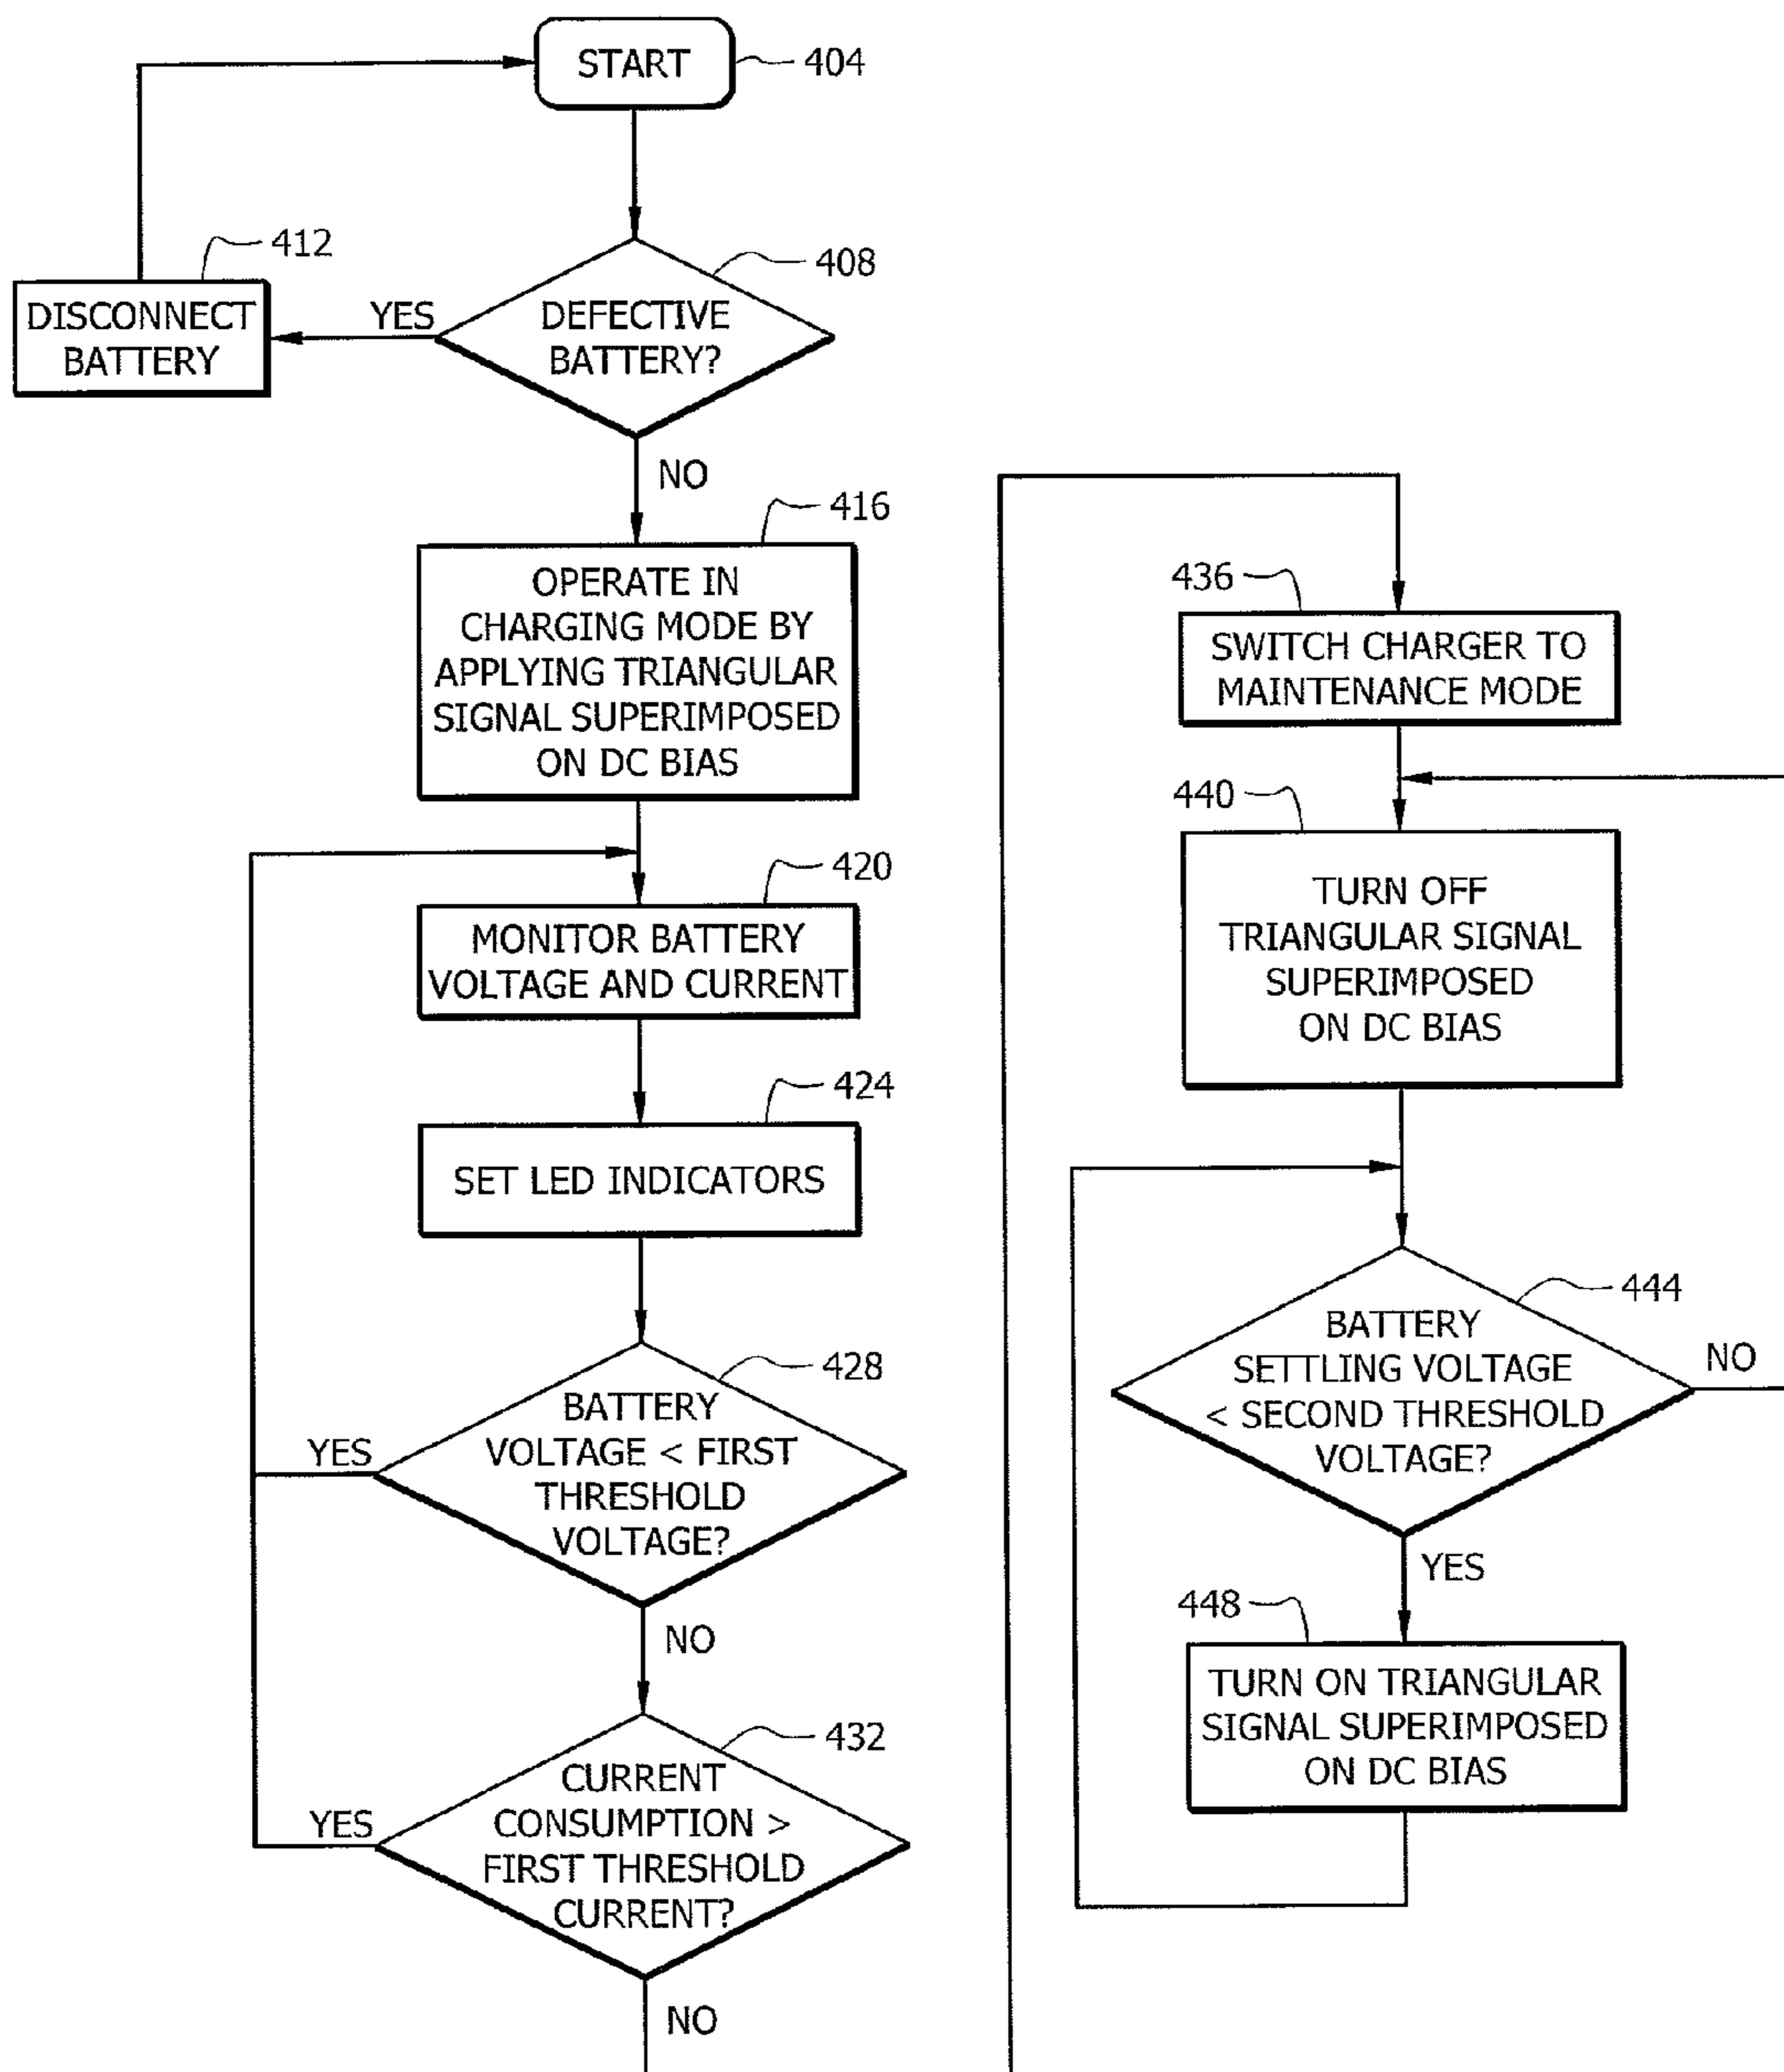 START
404
412
408
DISCONNECT
BATTERY
YES
DEFECTIVE
BATTERY?
NO
416
OPERATE IN
CHARGING MODE BY
APPLYING TRIANGULAR
SIGNAL SUPERIMPOSED
ON DC BIAS
420
MONITOR BATTERY
VOLTAGE AND CURRENT
424
SET LED INDICATORS
428
BATTERY
VOLTAGE < FIRST
THRESHOLD
VOLTAGE?
YES
NO
432
CURRENT
CONSUMPTION >
FIRST THRESHOLD
CURRENT?
YES
NO
436
SWITCH CHARGER TO
MAINTENANCE MODE
440
TURN OFF
TRIANGULAR SIGNAL
SUPERIMPOSED
ON DC BIAS
444
BATTERY
SETTLING VOLTAGE
< SECOND THRESHOLD
VOLTAGE?
NO
YES
448
TURN ON TRIANGULAR
SIGNAL SUPERIMPOSED
ON DC BIAS